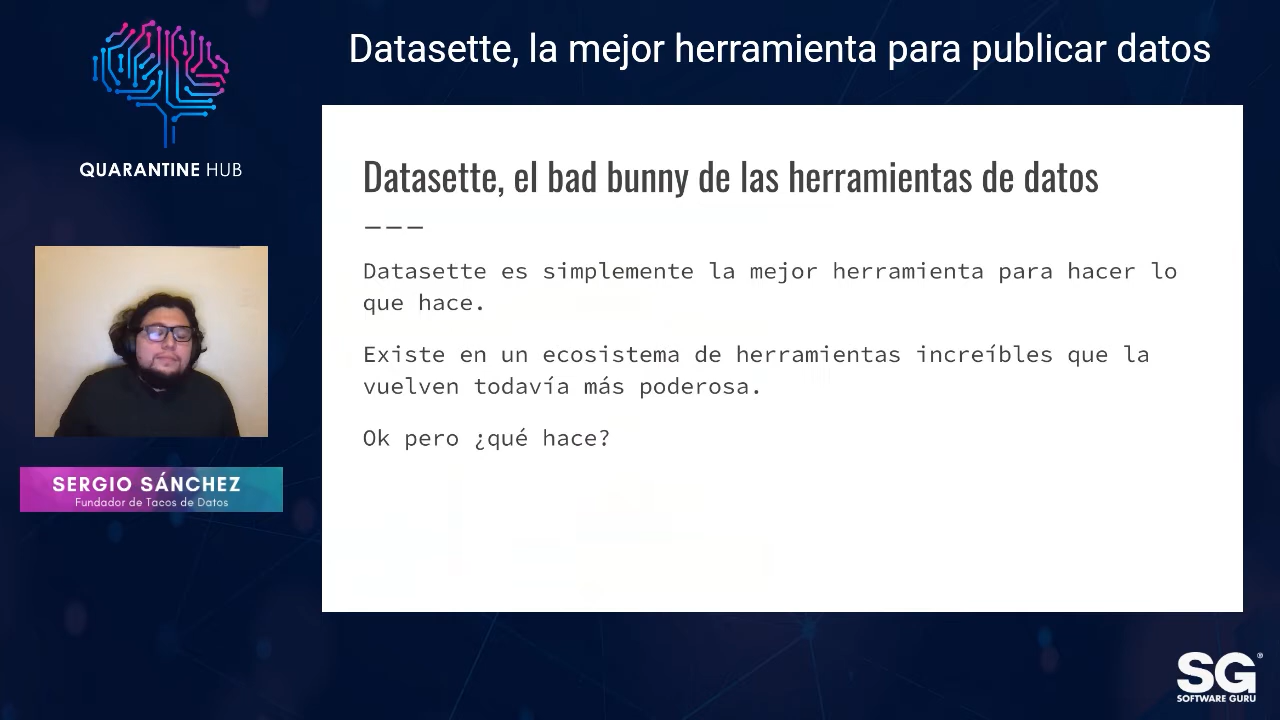 Datasette, la mejor herramienta para publicar datos
QUARANTINE HUB
Datasette, el bad bunny de las herramientas de datos
———
Datasette es simplemente la mejor herramienta para hacer lo
que hace.
Existe en un ecosistema de herramientas increíbles que la
vuelven todavía más poderosa.
Ok pero ¿qué hace?
SERGIO SÁNCHEZ
Fundador de Tacos de Datos
SG®
SOFTWARE GURU